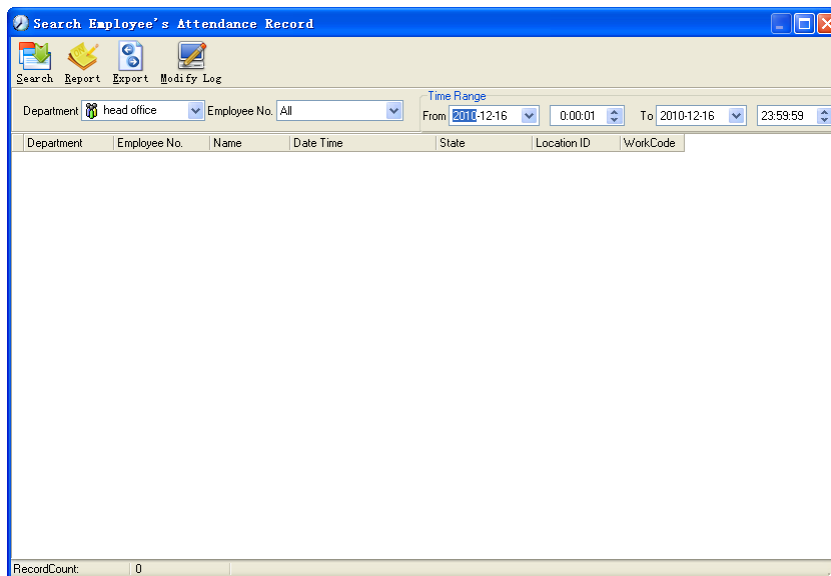 Search Employee's Attendance Record
Search Report Export Modify Log
Time Range
Department head office Employee No. All From 2010-12-16 0:00:01 To 2010-12-16 23:59:59
Department Employee No. Name Date Time State Location ID WorkCode
RecordCount: 0